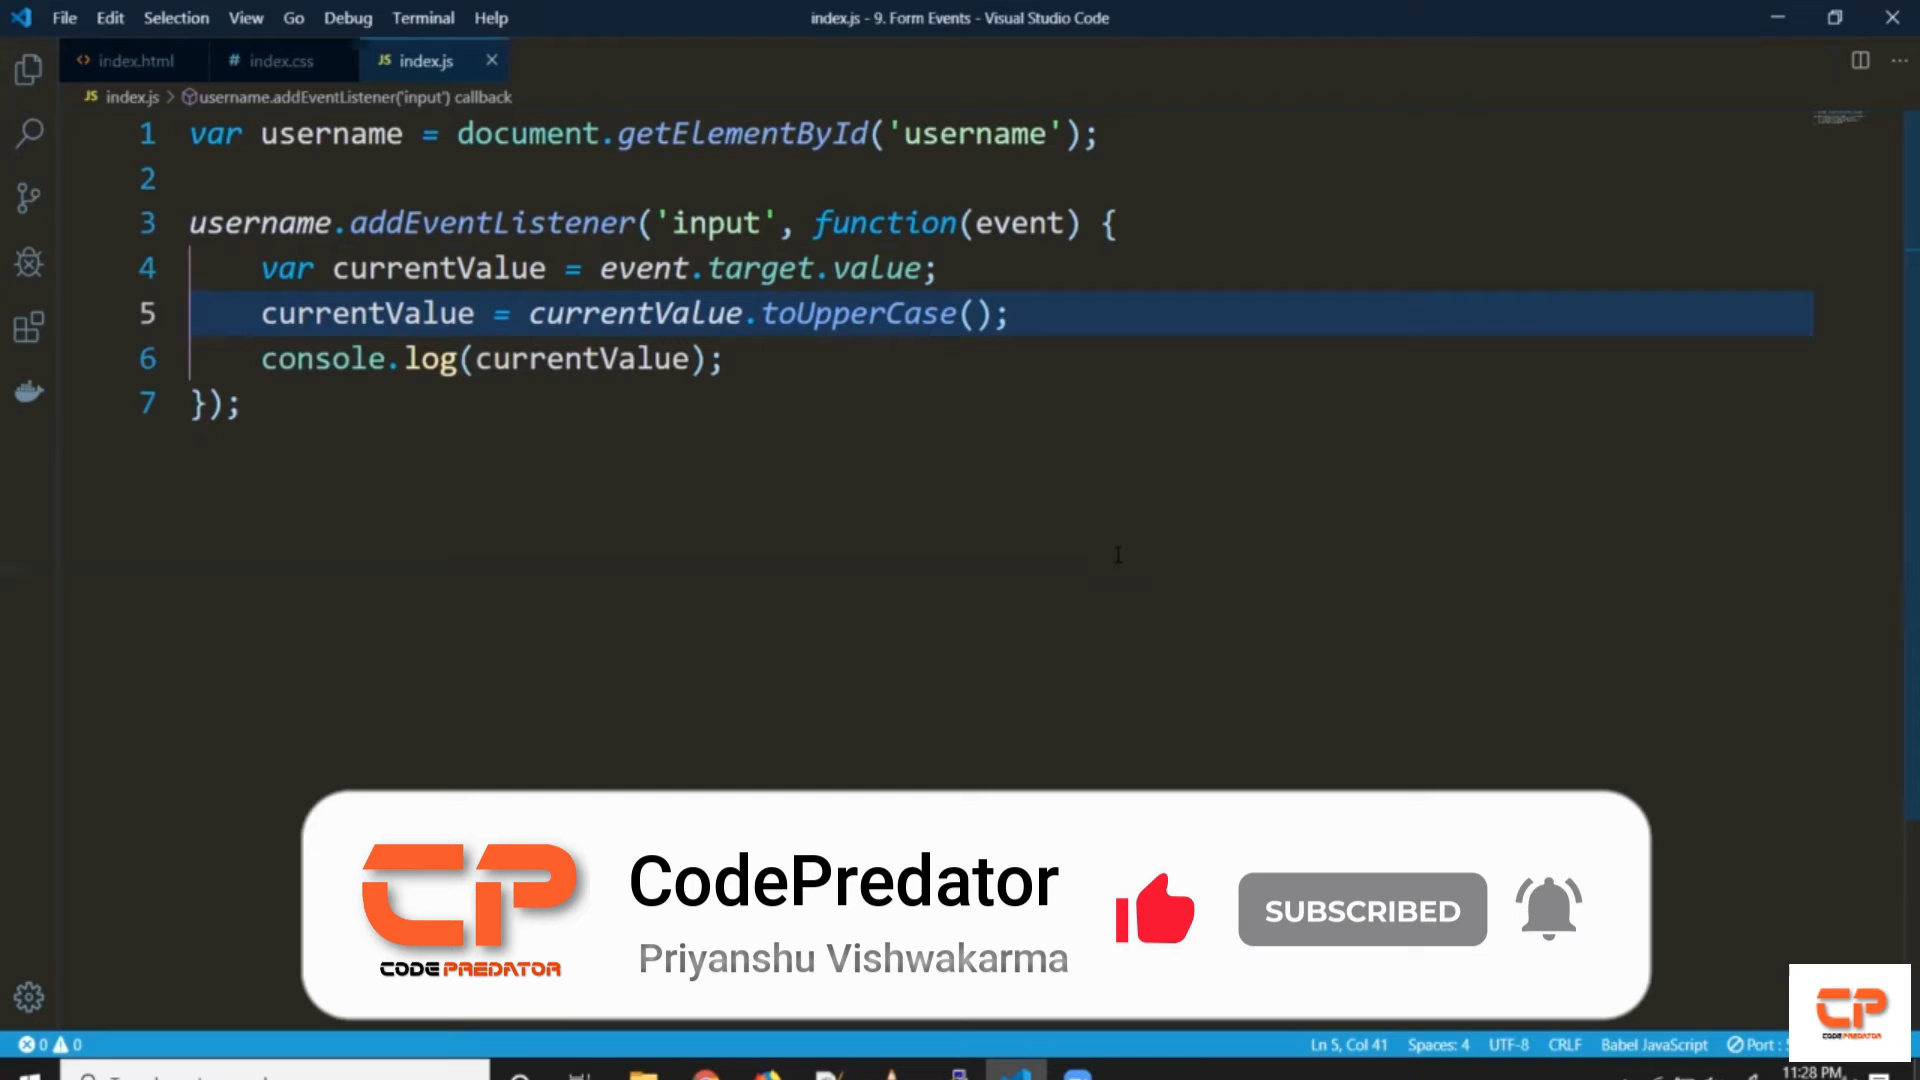 File Edit Selection View Go Debug Terminal Help
index.js - 9. Form Events - Visual Studio Code
<> index.html # index.css JS index.js ×
JS index.js > username.addEventListener('input') callback
1 var username = document.getElementById('username');
2
3 username.addEventListener('input', function(event) {
4 var currentValue = event.target.value;
5 currentValue = currentValue.toUpperCase();
6 console.log(currentValue);
7 });
CodePredator
Priyanshu Vishwakarma
CODE PREDATOR
SUBSCRIBED
CODE PREDATOR
0 0 Ln 5, Col 41 Spaces: 4 UTF-8 CRLF Babel JavaScript Port :
11:28 PM